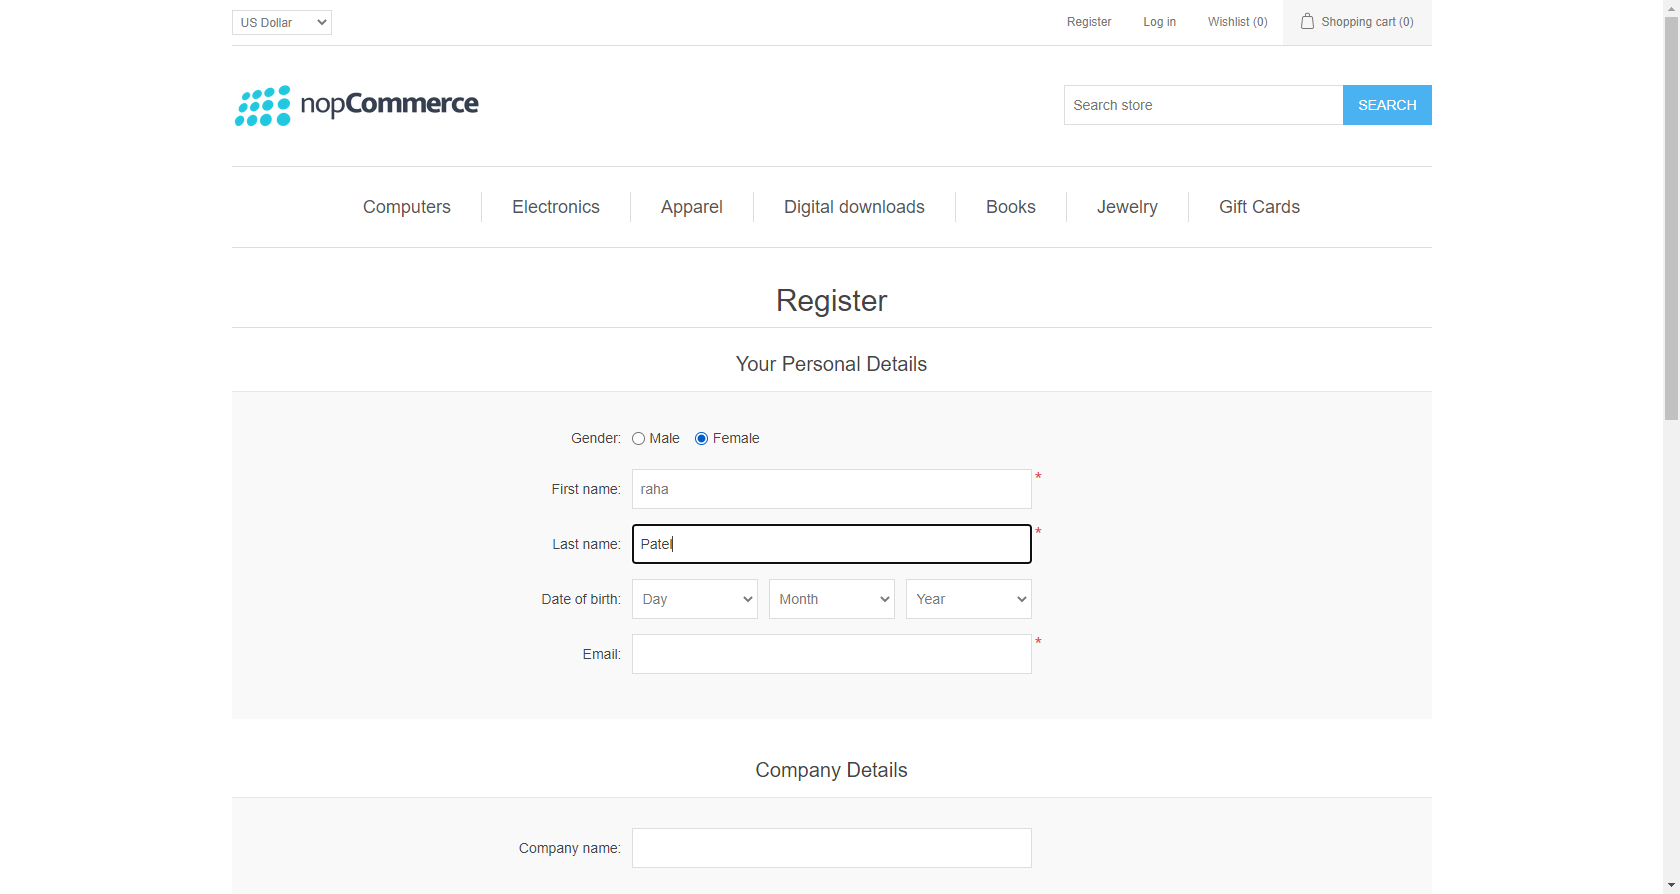 US Dollar
Register Log in Wishlist (0) Shopping cart (0)
nopCommerce
Search store SEARCH
Computers Electronics Apparel Digital downloads Books Jewelry Gift Cards
Register
Your Personal Details
Gender: Male Female
First name: raha *
Last name: Patel *
Date of birth: Day Month Year
Email: *
Company Details
Company name: